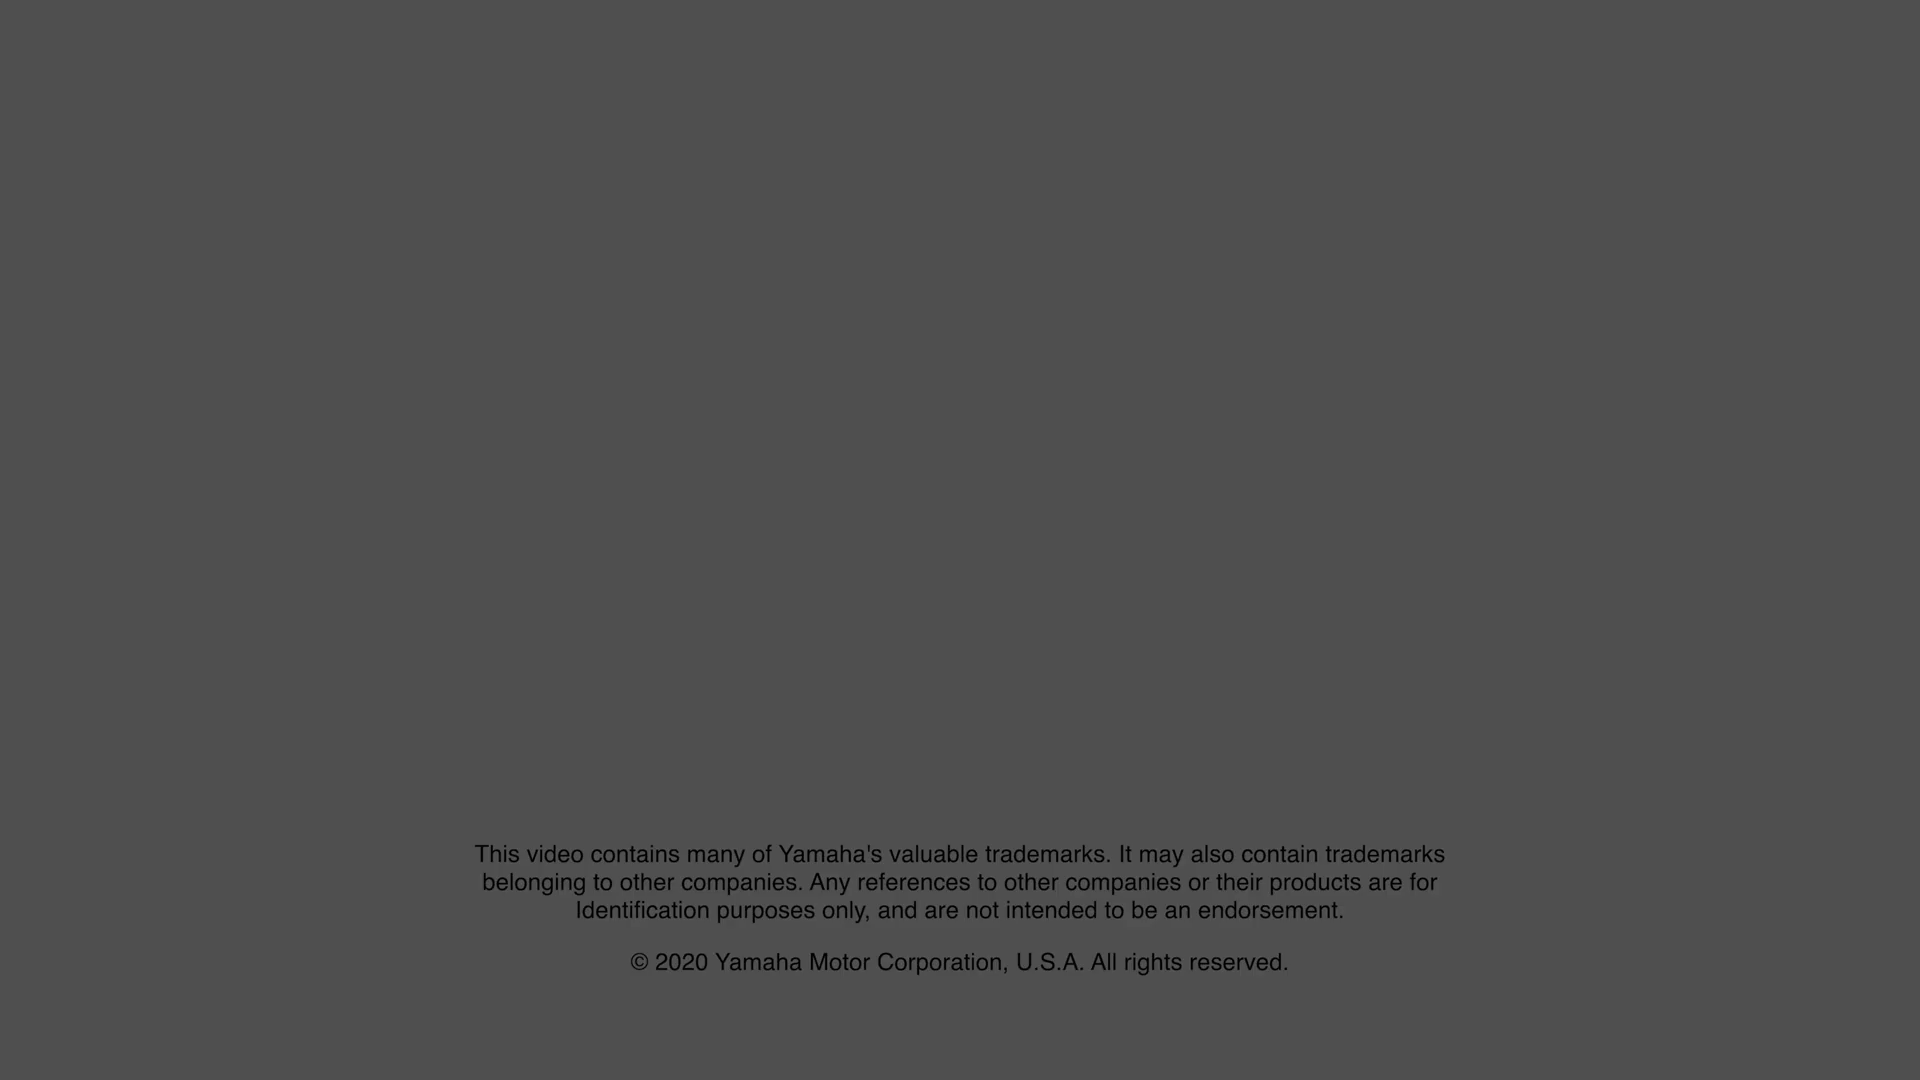 This video contains many of Yamaha's valuable trademarks. It may also contain trademarks
belonging to other companies. Any references to other companies or their products are for
Identification purposes only, and are not intended to be an endorsement.
© 2020 Yamaha Motor Corporation, U.S.A. All rights reserved.